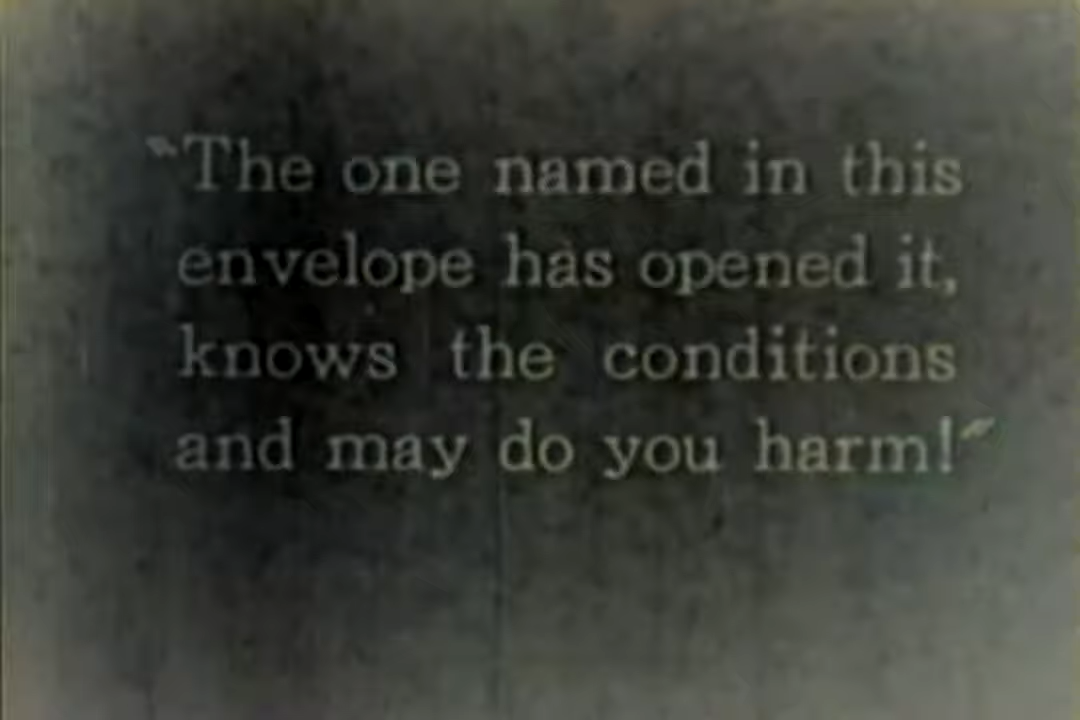 "The one named in this
envelope has opened it,
knows the conditions
and may do you harm!"